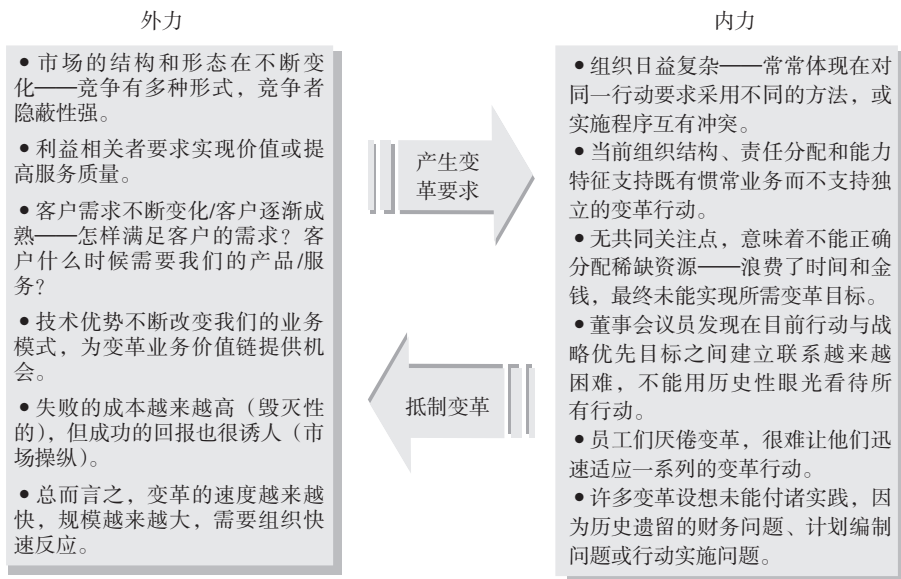 外力
• 市场的结构和形态在不断变
化——竞争有多种形式，竞争者
隐蔽性强。
• 利益相关者要求实现价值或提
高服务质量。
• 客户需求不断变化/客户逐渐成
熟——怎样满足客户的需求？客
户什么时候需要我们的产品/服
务？
• 技术优势不断改变我们的业务
模式，为变革业务价值链提供机
会。
• 失败的成本越来越高（毁灭性
的），但成功的回报也很诱人（市
场操纵）。
• 总而言之，变革的速度越来越
快，规模越来越大，需要组织快
速反应。
产生变
革要求
抵制变革
内力
• 组织日益复杂——常常体现在对
同一行动要求采用不同的方法，或
实施程序互有冲突。
• 当前组织结构、责任分配和能力
特征支持既有惯常业务而不支持独
立的变革行动。
• 无共同关注点，意味着不能正确
分配稀缺资源——浪费了时间和金
钱，最终未能实现所需变革目标。
• 董事会议员发现在目前行动与战
略优先目标之间建立联系越来越
困难，不能用历史性眼光看待所
有行动。
• 员工们厌倦变革，很难让他们迅
速适应一系列的变革行动。
• 许多变革设想未能付诸实践，因
为历史遗留的财务问题、计划编制
问题或行动实施问题。